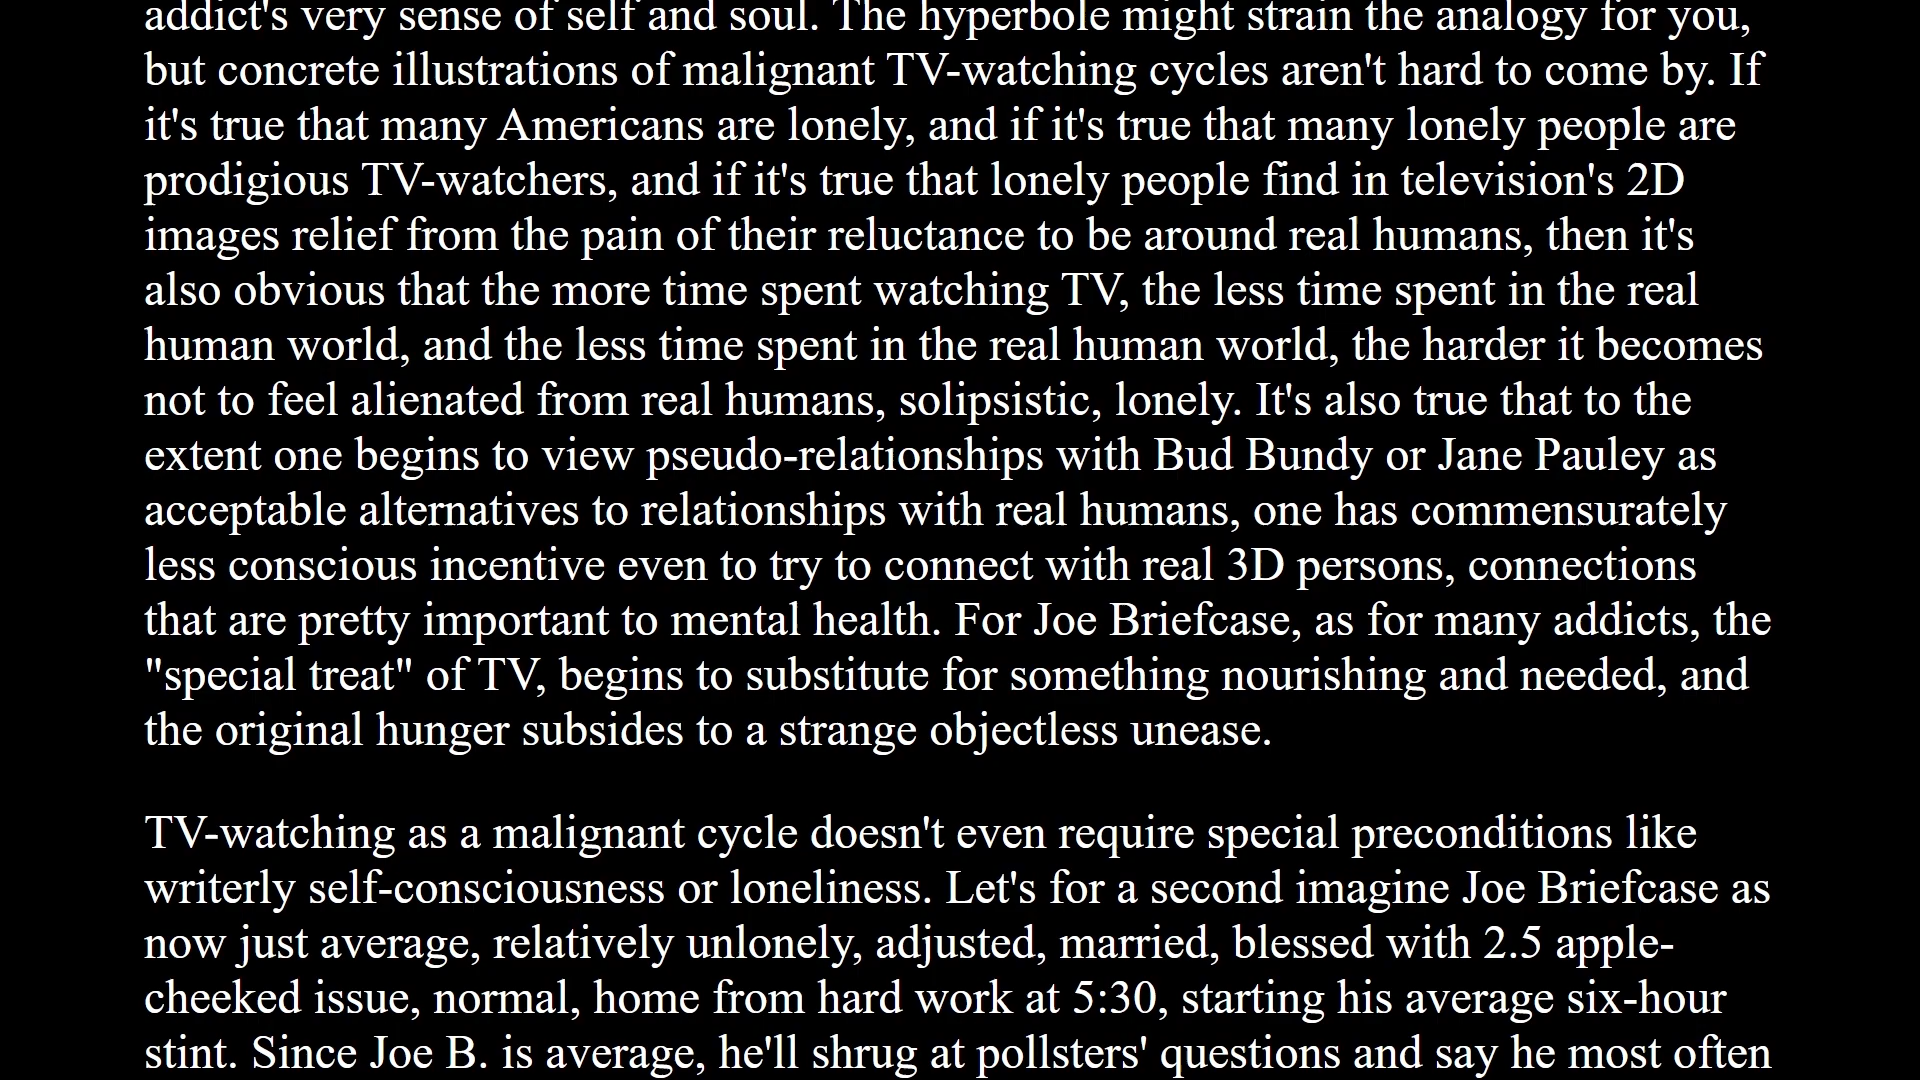 addict's very sense of self and soul. The hyperbole might strain the analogy for you,
but concrete illustrations of malignant TV-watching cycles aren't hard to come by. If
it's true that many Americans are lonely, and if it's true that many lonely people are
prodigious TV-watchers, and if it's true that lonely people find in television's 2D
images relief from the pain of their reluctance to be around real humans, then it's
also obvious that the more time spent watching TV, the less time spent in the real
human world, and the less time spent in the real human world, the harder it becomes
not to feel alienated from real humans, solipsistic, lonely. It's also true that to the
extent one begins to view pseudo-relationships with Bud Bundy or Jane Pauley as
acceptable alternatives to relationships with real humans, one has commensurately
less conscious incentive even to try to connect with real 3D persons, connections
that are pretty important to mental health. For Joe Briefcase, as for many addicts, the
"special treat" of TV, begins to substitute for something nourishing and needed, and
the original hunger subsides to a strange objectless unease.
TV-watching as a malignant cycle doesn't even require special preconditions like
writerly self-consciousness or loneliness. Let's for a second imagine Joe Briefcase as
now just average, relatively unlonely, adjusted, married, blessed with 2.5 apple-
cheeked issue, normal, home from hard work at 5:30, starting his average six-hour
stint. Since Joe B. is average, he'll shrug at pollsters' questions and say he most often